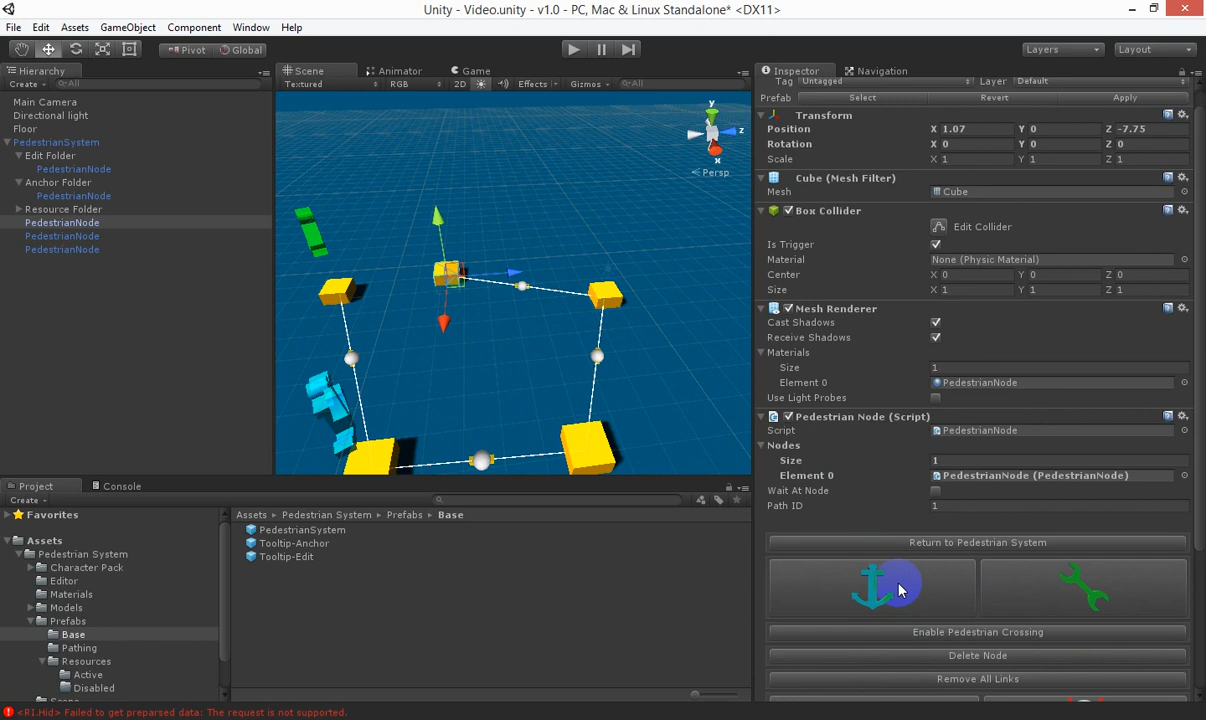 Unity - Video.unity - v1.0 - PC, Mac & Linux Standalone* <DX11>
File Edit Assets GameObject Component Window Help
Pivot Global Layers Layout
Hierarchy
Create All
Main Camera
Directional light
Floor
PedestrianSystem
Edit Folder
PedestrianNode
Anchor Folder
PedestrianNode
Resource Folder
PedestrianNode
PedestrianNode
PedestrianNode
Scene Animator Game
Textured RGB 2D Effects Gizmos All
y
z
x
Persp
Inspector Navigation
Tag Untagged Layer Default
Prefab Select Revert Apply
Transform
Position X 1.07 Y 0 Z -7.75
Rotation X 0 Y 0 Z 0
Scale X 1 Y 1 Z 1
Cube (Mesh Filter)
Mesh Cube
Box Collider
Edit Collider
Is Trigger
Material None (Physic Material)
Center X 0 Y 0 Z 0
Size X 1 Y 1 Z 1
Mesh Renderer
Cast Shadows
Receive Shadows
Materials
Size 1
Element 0 PedestrianNode
Use Light Probes
Pedestrian Node (Script)
Script PedestrianNode
Nodes
Size 1
Element 0 PedestrianNode (PedestrianNode)
Wait At Node
Path ID 1
Return to Pedestrian System
Enable Pedestrian Crossing
Delete Node
Remove All Links
Project Console
Create
Favorites
Assets
Pedestrian System
Character Pack
Editor
Materials
Models
Prefabs
Base
Pathing
Resources
Active
Disabled
Assets Pedestrian System Prefabs Base
PedestrianSystem
Tooltip-Anchor
Tooltip-Edit
<RI.Hid> Failed to get preparsed data: The request is not supported.